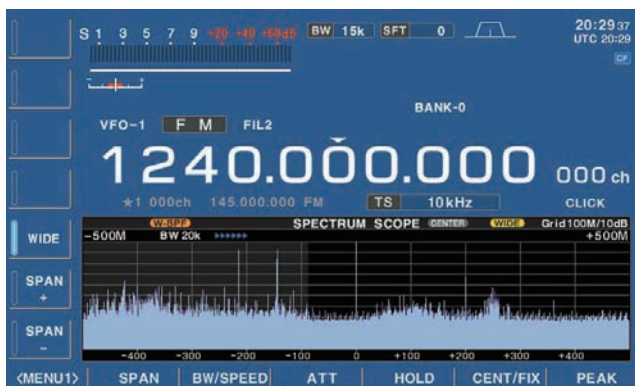 S 1 3 5 7 9 +20 +40 +60dB BW 15k SFT 0 20:29 37
UTC 20:29
CF
BANK-0
VFO-1 F M FIL2
1240.000.000 000 ch
★1 000ch 145.000.000 FM TS 10kHz CLICK
W-BPF SPECTRUM SCOPE CENTER WIDE Grid100M/10dB
WIDE -500M BW 20k +500M
SPAN
+
SPAN
-
-400 -300 -200 -100 0 +100 +200 +300 +400
<MENU1> SPAN BW/SPEED ATT HOLD CENT/FIX PEAK